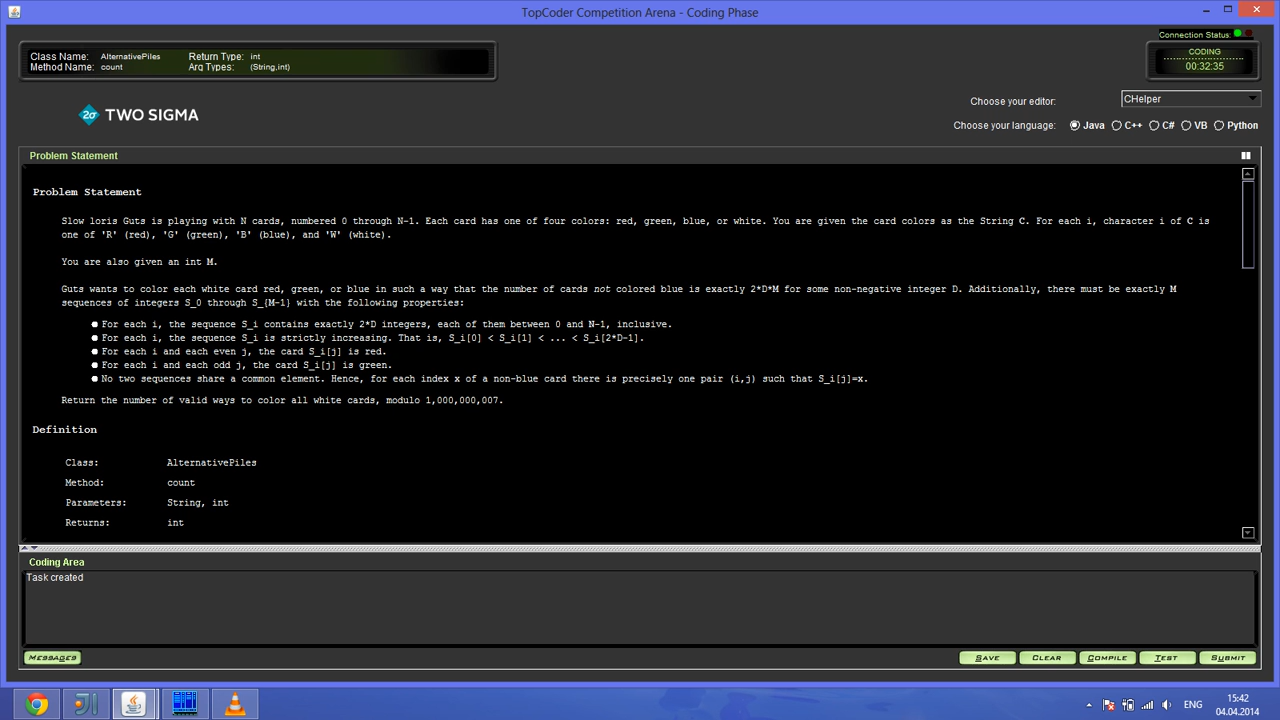 TopCoder Competition Arena - Coding Phase
Connection Status:
Class Name: AlternativePiles Return Type: int
Method Name: count Arg Types: (String,int)
CODING
00:32:35
2σ TWO SIGMA
Choose your editor: CHelper
Choose your language: Java C++ C# VB Python
Problem Statement
Problem Statement
Slow loris Guts is playing with N cards, numbered 0 through N-1. Each card has one of four colors: red, green, blue, or white. You are given the card colors as the String C. For each i, character i of C is
one of 'R' (red), 'G' (green), 'B' (blue), and 'W' (white).
You are also given an int M.
Guts wants to color each white card red, green, or blue in such a way that the number of cards not colored blue is exactly 2*D*M for some non-negative integer D. Additionally, there must be exactly M
sequences of integers S_0 through S_{M-1} with the following properties:
For each i, the sequence S_i contains exactly 2*D integers, each of them between 0 and N-1, inclusive.
For each i, the sequence S_i is strictly increasing. That is, S_i[0] < S_i[1] < ... < S_i[2*D-1].
For each i and each even j, the card S_i[j] is red.
For each i and each odd j, the card S_i[j] is green.
No two sequences share a common element. Hence, for each index x of a non-blue card there is precisely one pair (i,j) such that S_i[j]=x.
Return the number of valid ways to color all white cards, modulo 1,000,000,007.
Definition
Class: AlternativePiles
Method: count
Parameters: String, int
Returns: int
Coding Area
Task created
MESSAGES SAVE CLEAR COMPILE TEST SUBMIT
ENG
15:42
04.04.2014